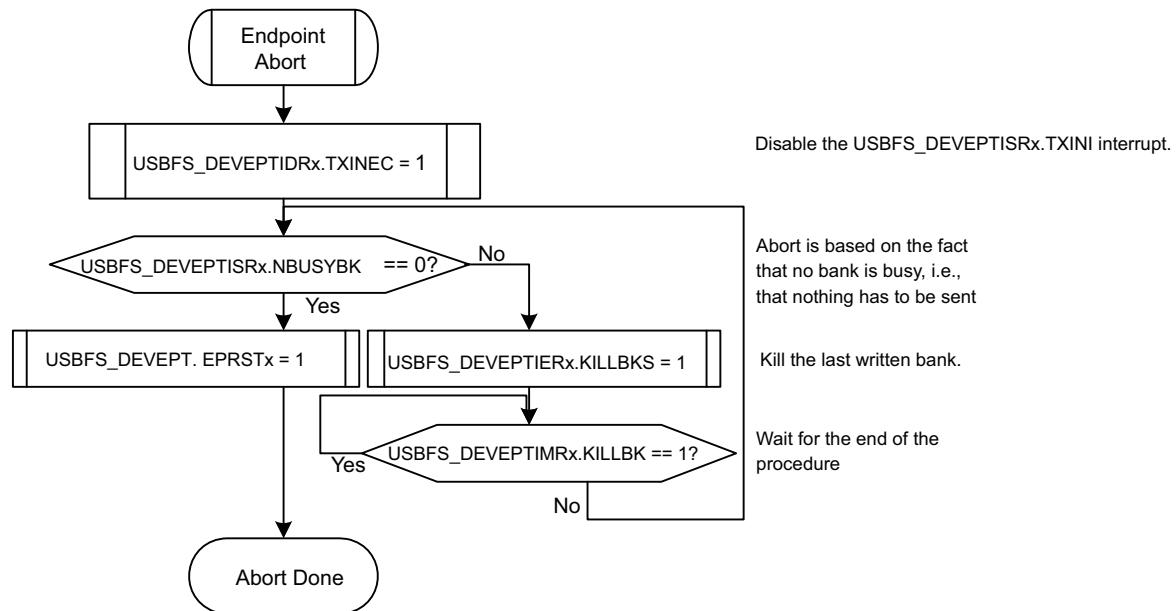 Endpoint
Abort
USBFS_DEVEPTIDRx.TXINEC = 1
Disable the USBFS_DEVEPTISRx.TXINI interrupt.
USBFS_DEVEPTISRx.NBUSYBK == 0?
No
Abort is based on the fact
that no bank is busy, i.e.,
that nothing has to be sent
Yes
USBFS_DEVEPT. EPRSTx = 1
USBFS_DEVEPTIERx.KILLBKS = 1
Kill the last written bank.
USBFS_DEVEPTIMRx.KILLBK == 1?
Yes
Wait for the end of the
procedure
No
Abort Done